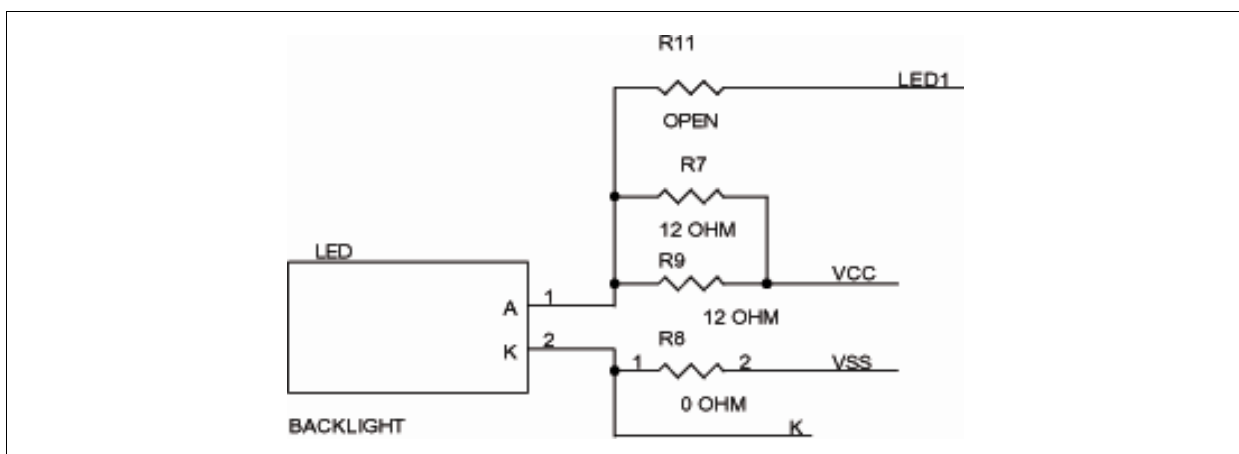 R11
LED1
OPEN
R7
12 OHM
LED
R9
VCC
A 1
12 OHM
K 2
R8
1 2 VSS
0 OHM
BACKLIGHT
K